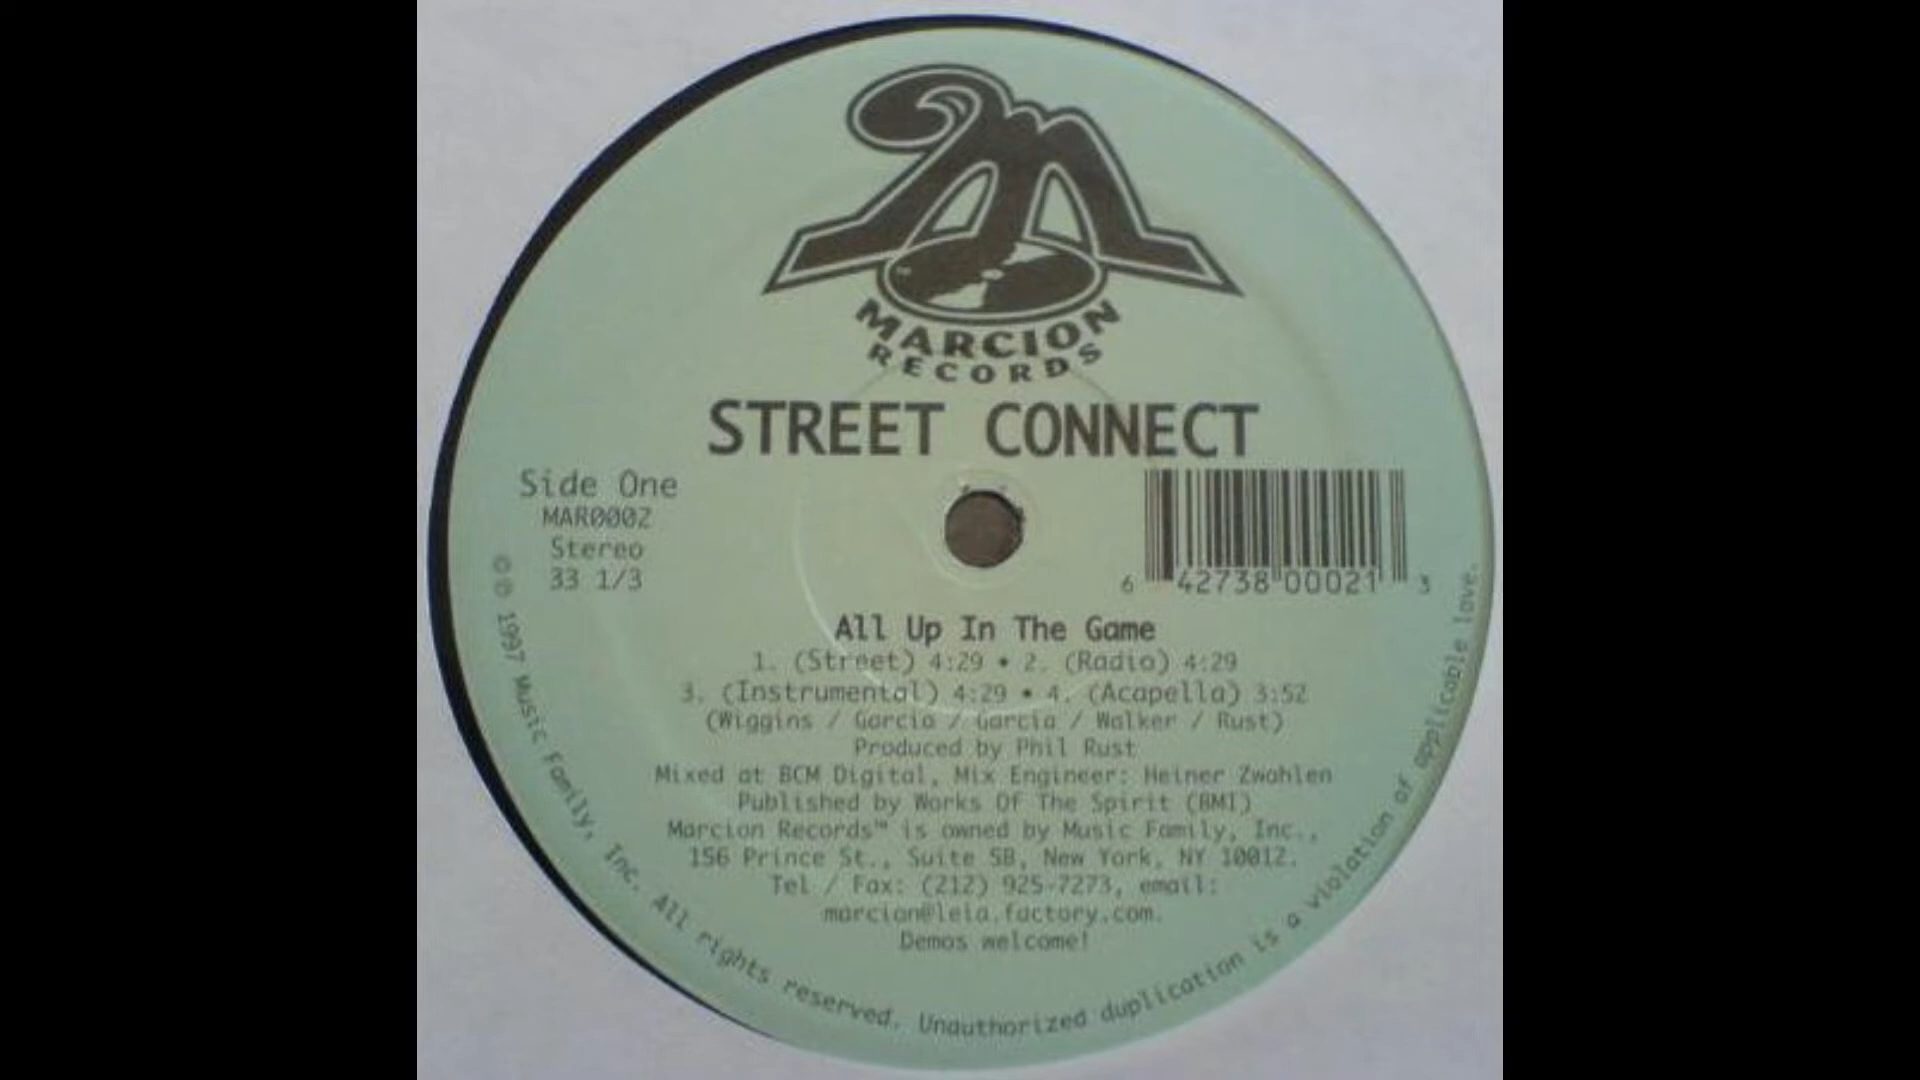 M
™
MARCION
RECORDS
STREET CONNECT
Side One
MAR0002
Stereo
33 1/3
6 42738 00021 3
All Up In The Game
1. (Street) 4:29 • 2. (Radio) 4:29
3. (Instrumental) 4:29 • 4. (Acapella) 3:52
(Wiggins / Garcia / Garcia / Walker / Rust)
Produced by Phil Rust
Mixed at BCM Digital, Mix Engineer: Heiner Zwahlen
Published by Works Of The Spirit (BMI)
Marcion Records™ is owned by Music Family, Inc.,
156 Prince St., Suite 5B, New York, NY 10012.
Tel / Fax: (212) 925-7273, email:
marcion@leia.factory.com.
Demos welcome!
©℗ 1997 Music Family, Inc. All rights reserved. Unauthorized duplication is a violation of applicable love.